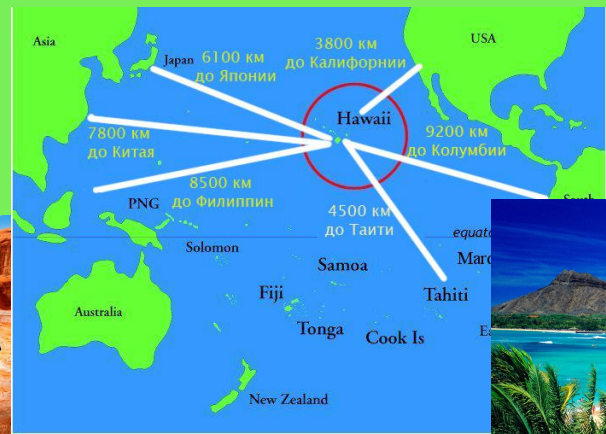 Asia
USA
Japan
6100 км
до Японии
3800 км
до Калифорнии
Hawaii
7800 км
до Китая
9200 км
до Колумбии
8500 км
до Филиппин
PNG
4500 км
до Таити
Solomon
Samoa
Fiji
Tahiti
Australia
Tonga
Cook Is
New Zealand